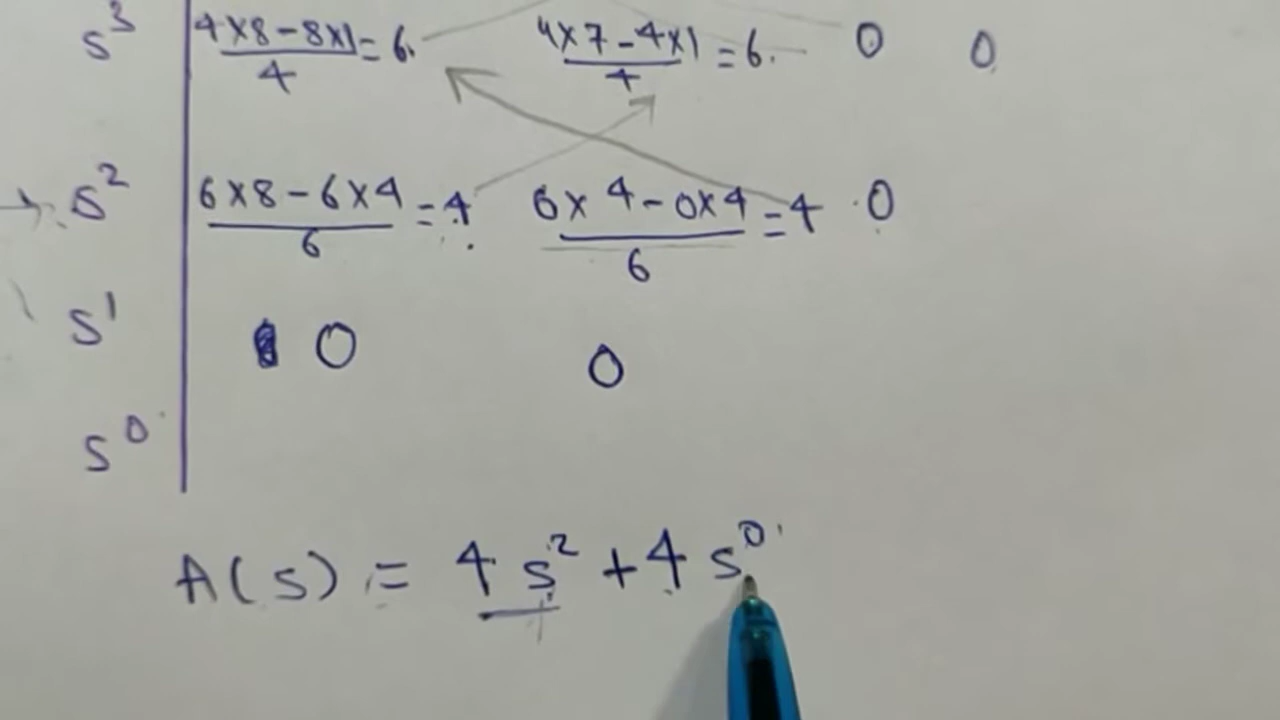 s³ (4×8−8×1)/4 = 6 (4×7−4×1)/4 = 6 0 0
s² (6×8−6×4)/6 = 4 (6×4−0×4)/6 = 4 0
s¹ 0 0
s⁰
A(s) = 4s² + 4s⁰